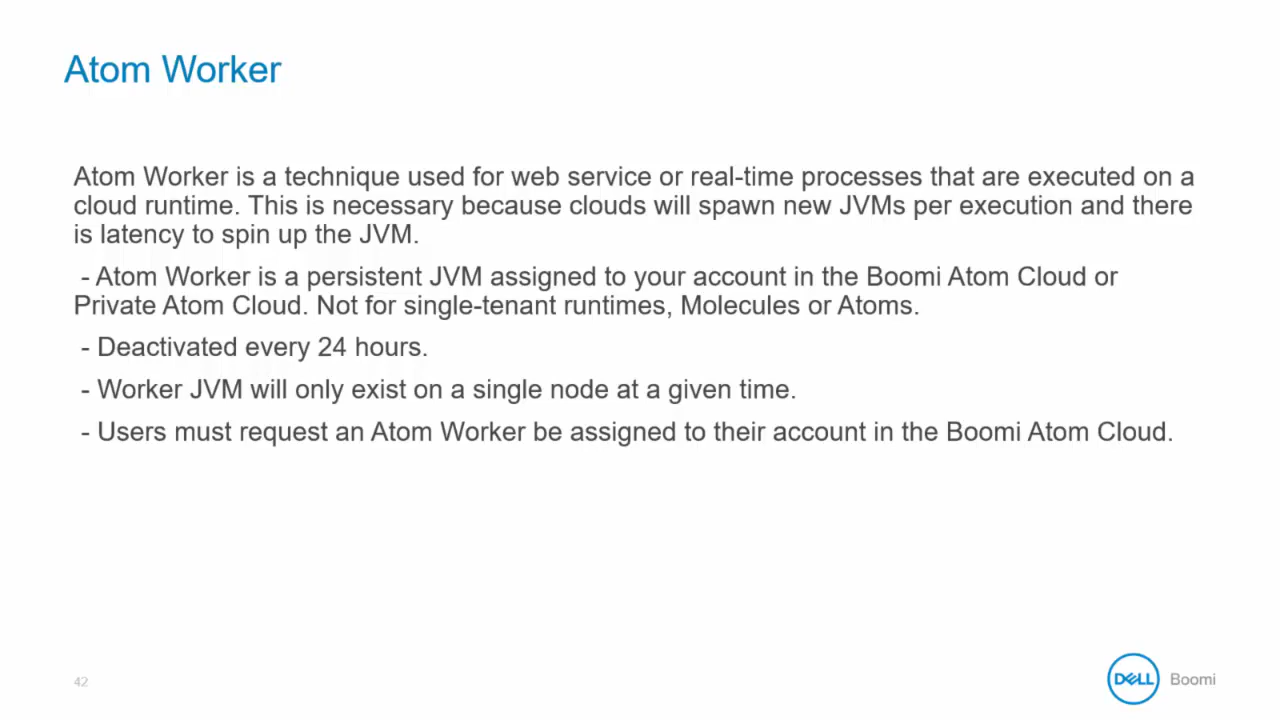 Atom Worker
Atom Worker is a technique used for web service or real-time processes that are executed on a
cloud runtime. This is necessary because clouds will spawn new JVMs per execution and there
is latency to spin up the JVM.
- Atom Worker is a persistent JVM assigned to your account in the Boomi Atom Cloud or
Private Atom Cloud. Not for single-tenant runtimes, Molecules or Atoms.
- Deactivated every 24 hours.
- Worker JVM will only exist on a single node at a given time.
- Users must request an Atom Worker be assigned to their account in the Boomi Atom Cloud.
42
DELL Boomi